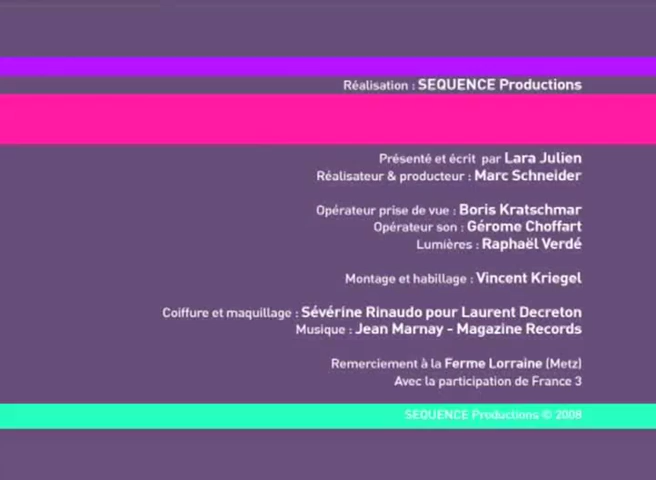 Réalisation : SEQUENCE Productions
Présenté et écrit par Lara Julien
Réalisateur & producteur : Marc Schneider
Opérateur prise de vue : Boris Kratschmar
Opérateur son : Gérome Choffart
Lumières : Raphaël Verdé
Montage et habillage : Vincent Kriegel
Coiffure et maquillage : Sévérine Rinaudo pour Laurent Decreton
Musique : Jean Marnay - Magazine Records
Remerciement à la Ferme Lorraine (Metz)
Avec la participation de France 3
SEQUENCE Productions © 2008